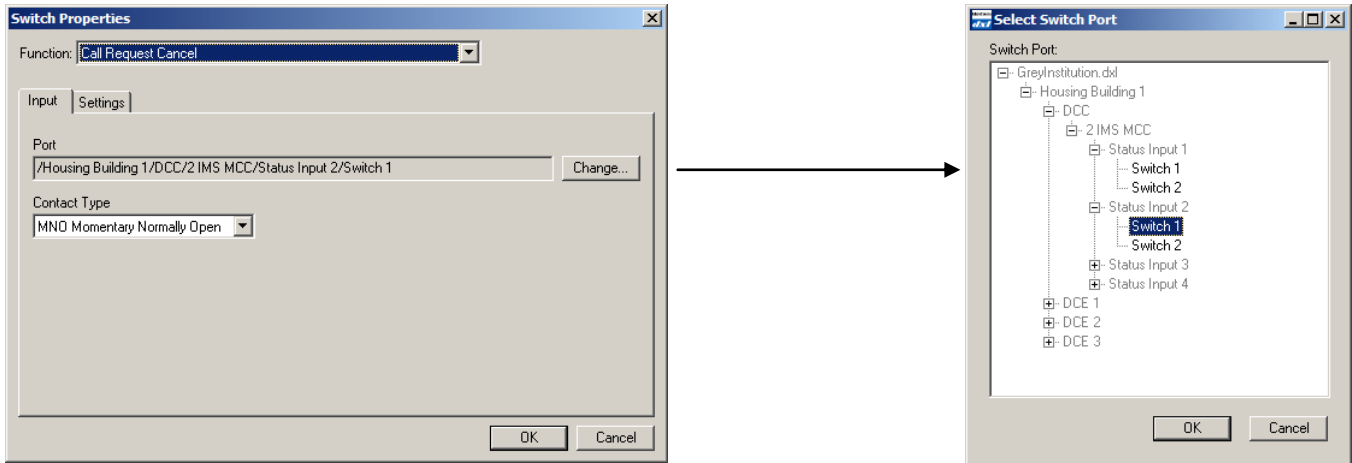 Switch Properties
Function: Call Request Cancel
Input Settings
Port
/Housing Building 1/DCC/2 IMS MCC/Status Input 2/Switch 1 Change...
Contact Type
MNO Momentary Normally Open
OK Cancel
Select Switch Port
Switch Port:
GreyInstitution.dxl
Housing Building 1
DCC
2 IMS MCC
Status Input 1
Switch 1
Switch 2
Status Input 2
Switch 1
Switch 2
Status Input 3
Status Input 4
DCE 1
DCE 2
DCE 3
OK Cancel